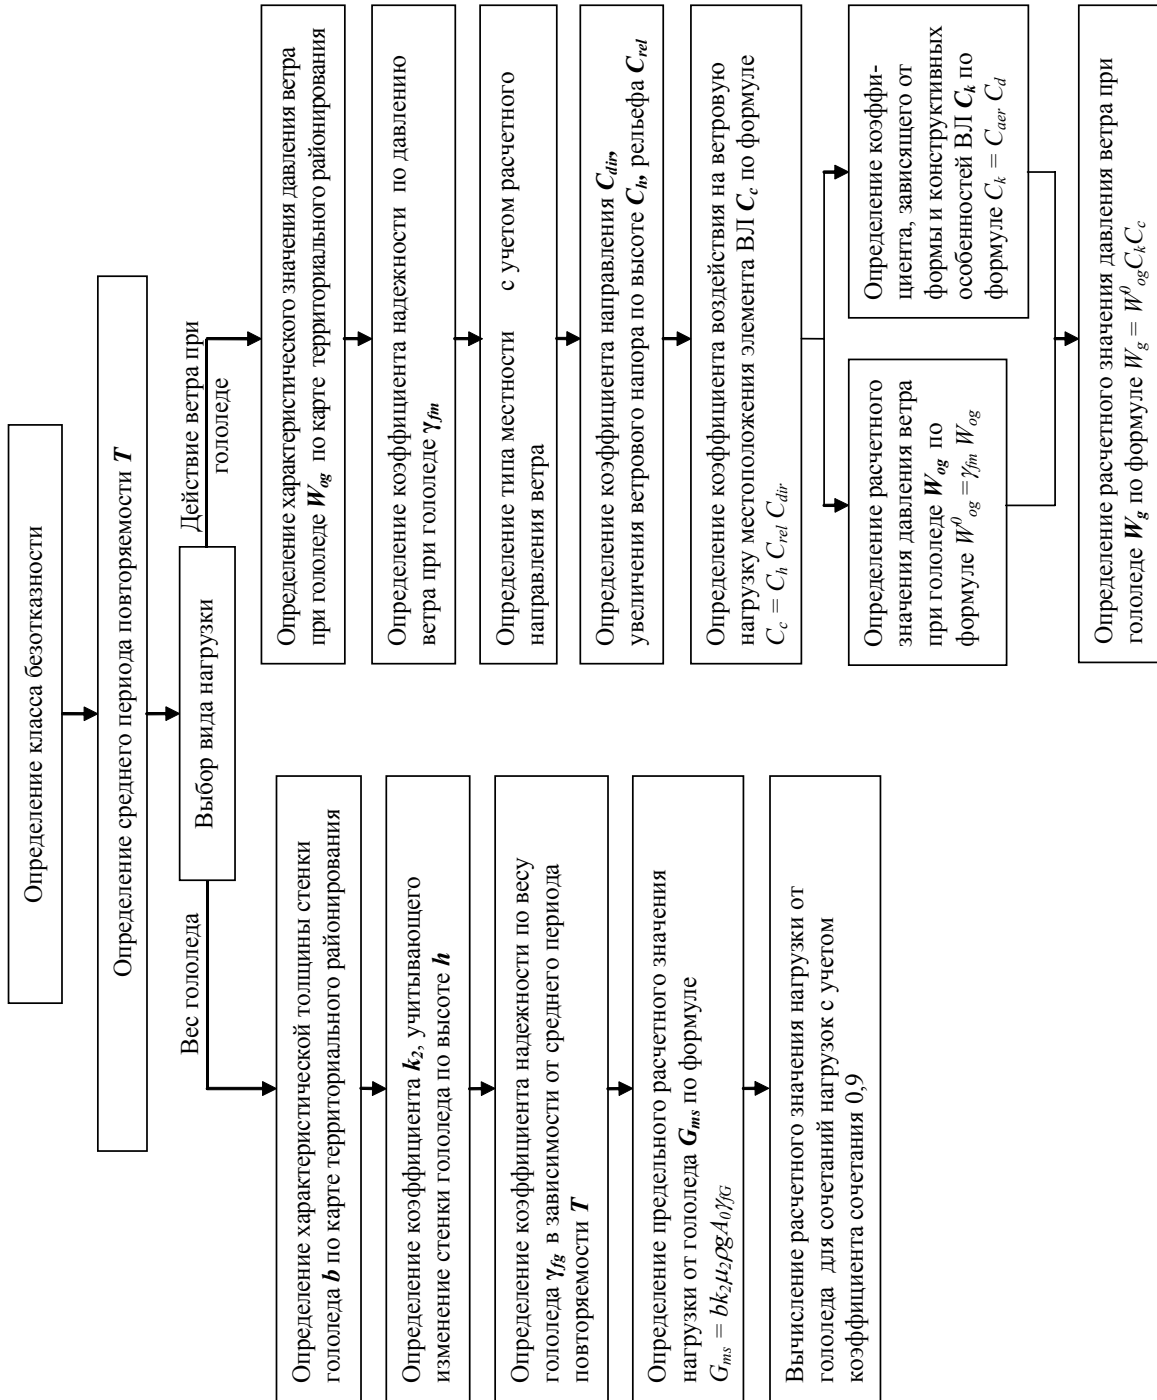 Определение класса безотказности
Определение среднего периода повторяемости T
Выбор вида нагрузки
Вес гололеда
Действие ветра при
гололеде
Определение характеристической толщины стенки
гололеда b по карте территориального районирования
Определение коэффициента k₂, учитывающего
изменение стенки гололеда по высоте h
Определение коэффициента надежности по весу
гололеда γfg в зависимости от среднего периода
повторяемости T
Определение предельного расчетного значения
нагрузки от гололеда Gms по формуле
Gms = bk₂μ₂ρgA₀γfG
Вычисление расчетного значения нагрузки от
гололеда для сочетаний нагрузок с учетом
коэффициента сочетания 0,9
Определение характеристического значения давления ветра
при гололеде Wog по карте территориального районирования
Определение коэффициента надежности по давлению
ветра при гололеде γfm
Определение типа местности с учетом расчетного
направления ветра
Определение коэффициента направления Cdir,
увеличения ветрового напора по высоте Ch, рельефа Crel
Определение коэффициента воздействия на ветровую
нагрузку местоположения элемента ВЛ Cc по формуле
Cc = Ch Crel Cdir
Определение расчетного
значения давления ветра
при гололеде Wog по
формуле W⁰og = γfm Wog
Определение коэффи-
циента, зависящего от
формы и конструктивных
особенностей ВЛ Ck по
формуле Ck = Caer Cd
Определение расчетного значения давления ветра при
гололеде Wg по формуле Wg = W⁰og CkCc